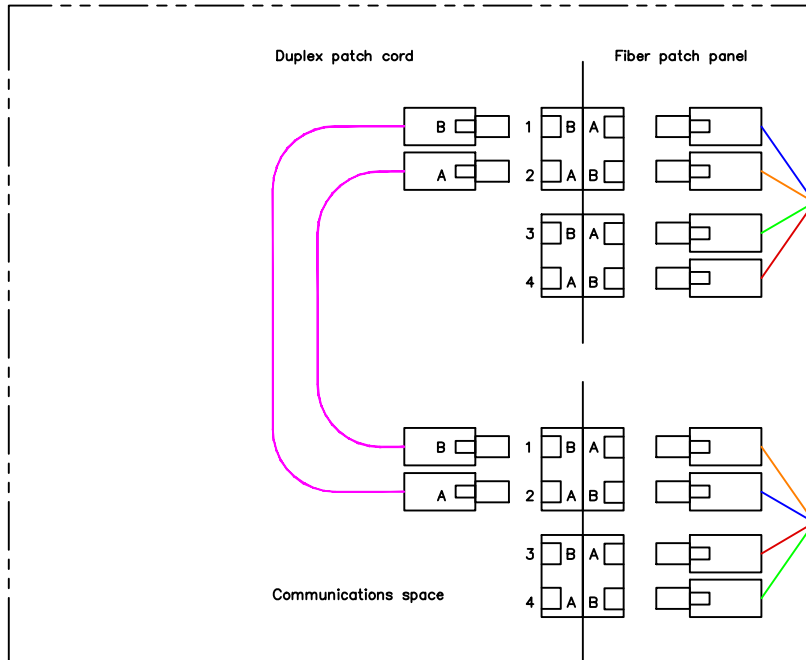 Duplex patch cord Fiber patch panel
B 1 B A
A 2 A B
3 B A
4 A B
B 1 B A
A 2 A B
3 B A
Communications space 4 A B